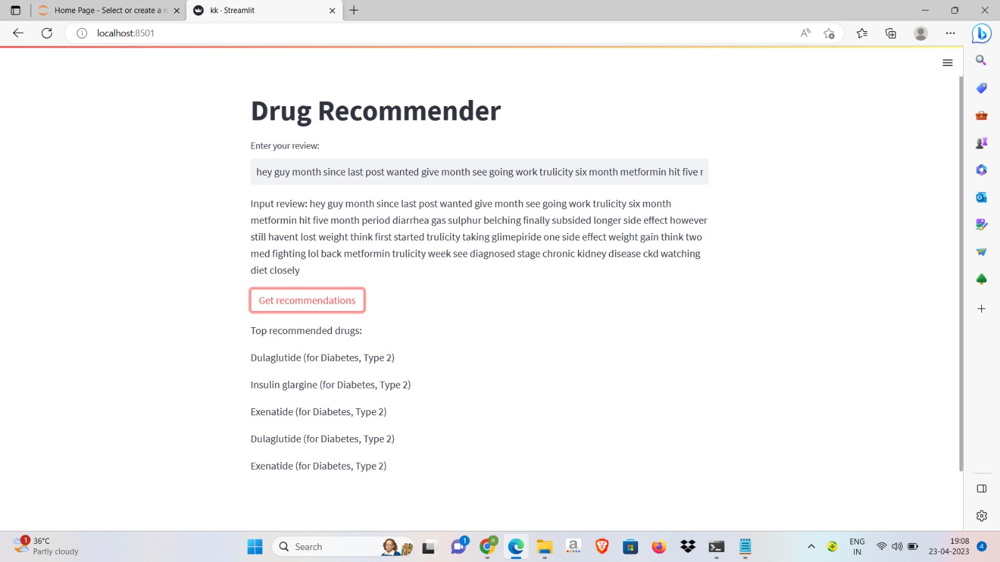 Home Page - Select or create a n
kk · Streamlit
localhost:8501
Drug Recommender
Enter your review:
hey guy month since last post wanted give month see going work trulicity six month metformin hit five r
Input review: hey guy month since last post wanted give month see going work trulicity six month
metformin hit five month period diarrhea gas sulphur belching finally subsided longer side effect however
still havent lost weight think first started trulicity taking glimepiride one side effect weight gain think two
med fighting lol back metformin trulicity week see diagnosed stage chronic kidney disease ckd watching
diet closely
Get recommendations
Top recommended drugs:
Dulaglutide (for Diabetes, Type 2)
Insulin glargine (for Diabetes, Type 2)
Exenatide (for Diabetes, Type 2)
Dulaglutide (for Diabetes, Type 2)
Exenatide (for Diabetes, Type 2)
1
36°C
Partly cloudy
Search
1
R
a
ENG
IN
19:08
23-04-2023
4